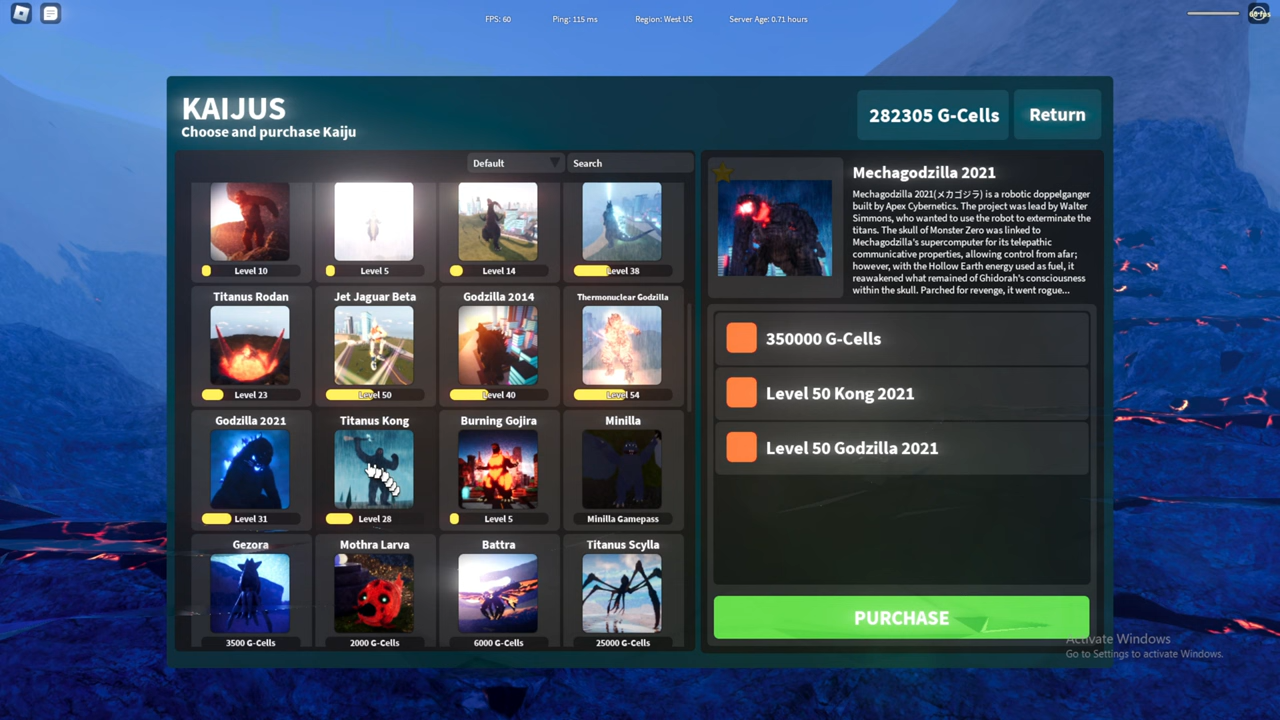 FPS: 60
Ping: 115 ms
Region: West US
Server Age: 0.71 hours
KAIJUS
Choose and purchase Kaiju
282305 G-Cells
Return
Default
Search
Level 10
Level 5
Level 14
Level 38
Titanus Rodan
Jet Jaguar Beta
Godzilla 2014
Thermonuclear Godzilla
Level 23
Level 50
Level 40
Level 54
Godzilla 2021
Titanus Kong
Burning Gojira
Minilla
Level 31
Level 28
Level 5
Minilla Gamepass
Gezora
Mothra Larva
Battra
Titanus Scylla
3500 G-Cells
2000 G-Cells
6000 G-Cells
25000 G-Cells
Mechagodzilla 2021
Mechagodzilla 2021(メカゴジラ) is a robotic doppelganger
built by Apex Cybernetics. The project was lead by Walter
Simmons, who wanted to use the robot to exterminate the
titans. The skull of Monster Zero was linked to
Mechagodzilla's supercomputer for its telepathic
communicative properties, allowing control from afar;
however, with the Hollow Earth energy used as fuel, it
reawakened what remained of Ghidorah's consciousness
within the skull. Parched for revenge, it went rogue...
350000 G-Cells
Level 50 Kong 2021
Level 50 Godzilla 2021
PURCHASE
Activate Windows
Go to Settings to activate Windows.